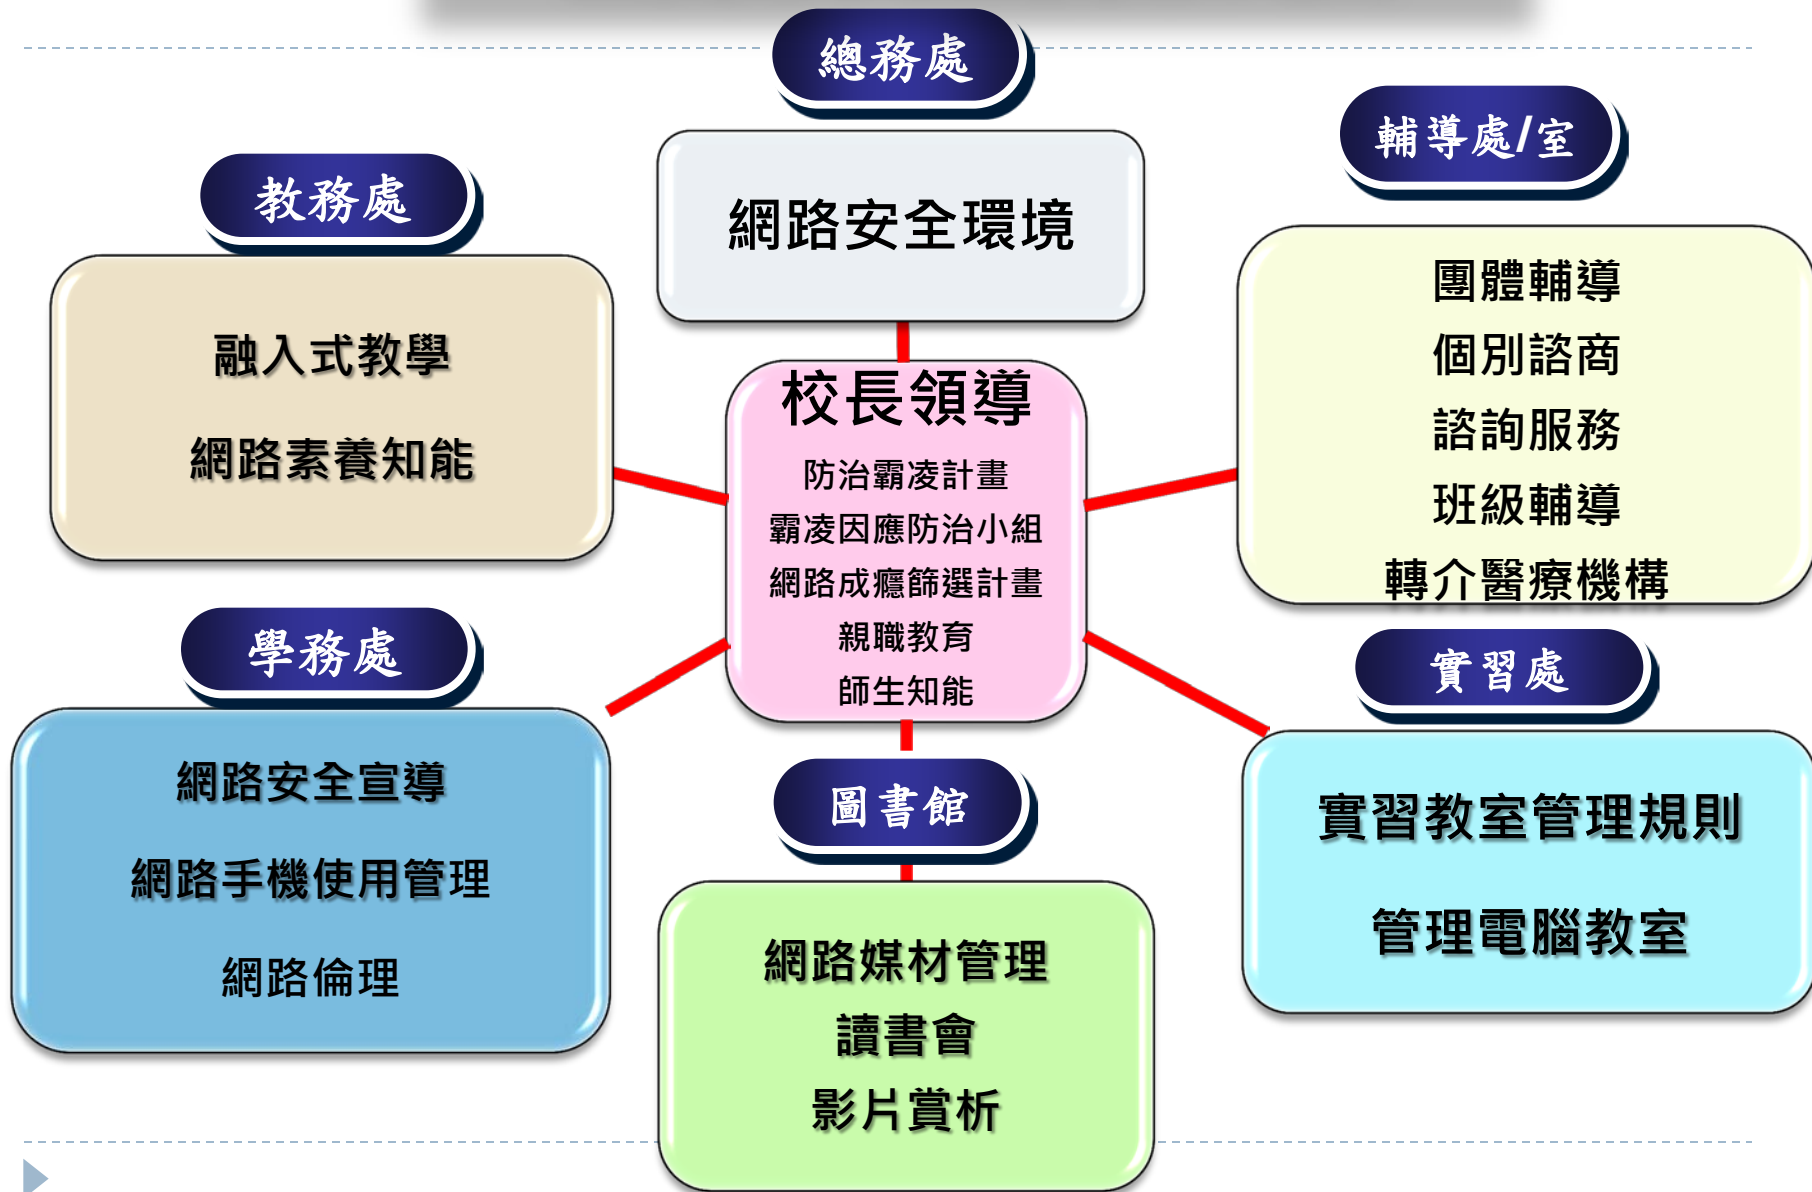 總務處
網路安全環境
教務處
融入式教學
網路素養知能
輔導處/室
團體輔導
個別諮商
諮詢服務
班級輔導
轉介醫療機構
校長領導
防治霸凌計畫
霸凌因應防治小組
網路成癮篩選計畫
親職教育
師生知能
學務處
網路安全宣導
網路手機使用管理
網路倫理
圖書館
網路媒材管理
讀書會
影片賞析
實習處
實習教室管理規則
管理電腦教室